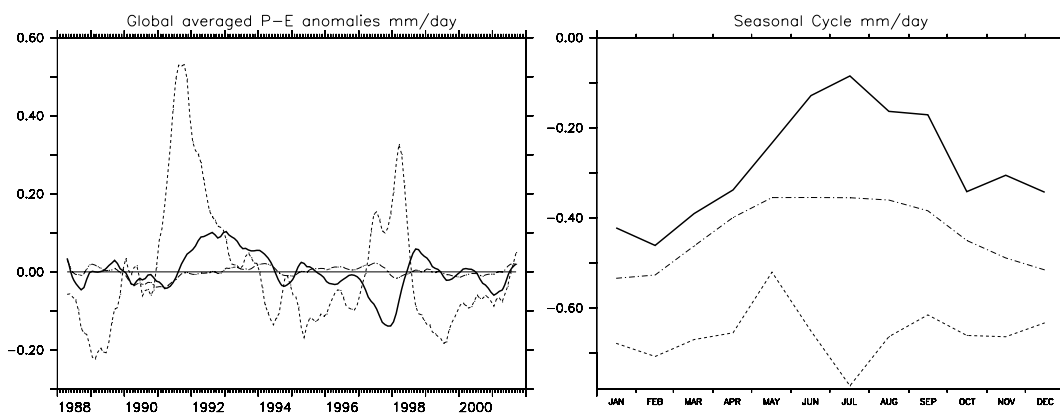 Global averaged P-E anomalies mm/day
0.60
0.40
0.20
0.00
-0.20
1988 1990 1992 1994 1996 1998 2000
Seasonal Cycle mm/day
0.00
-0.20
-0.40
-0.60
JAN FEB MAR APR MAY JUN JUL AUG SEP OCT NOV DEC